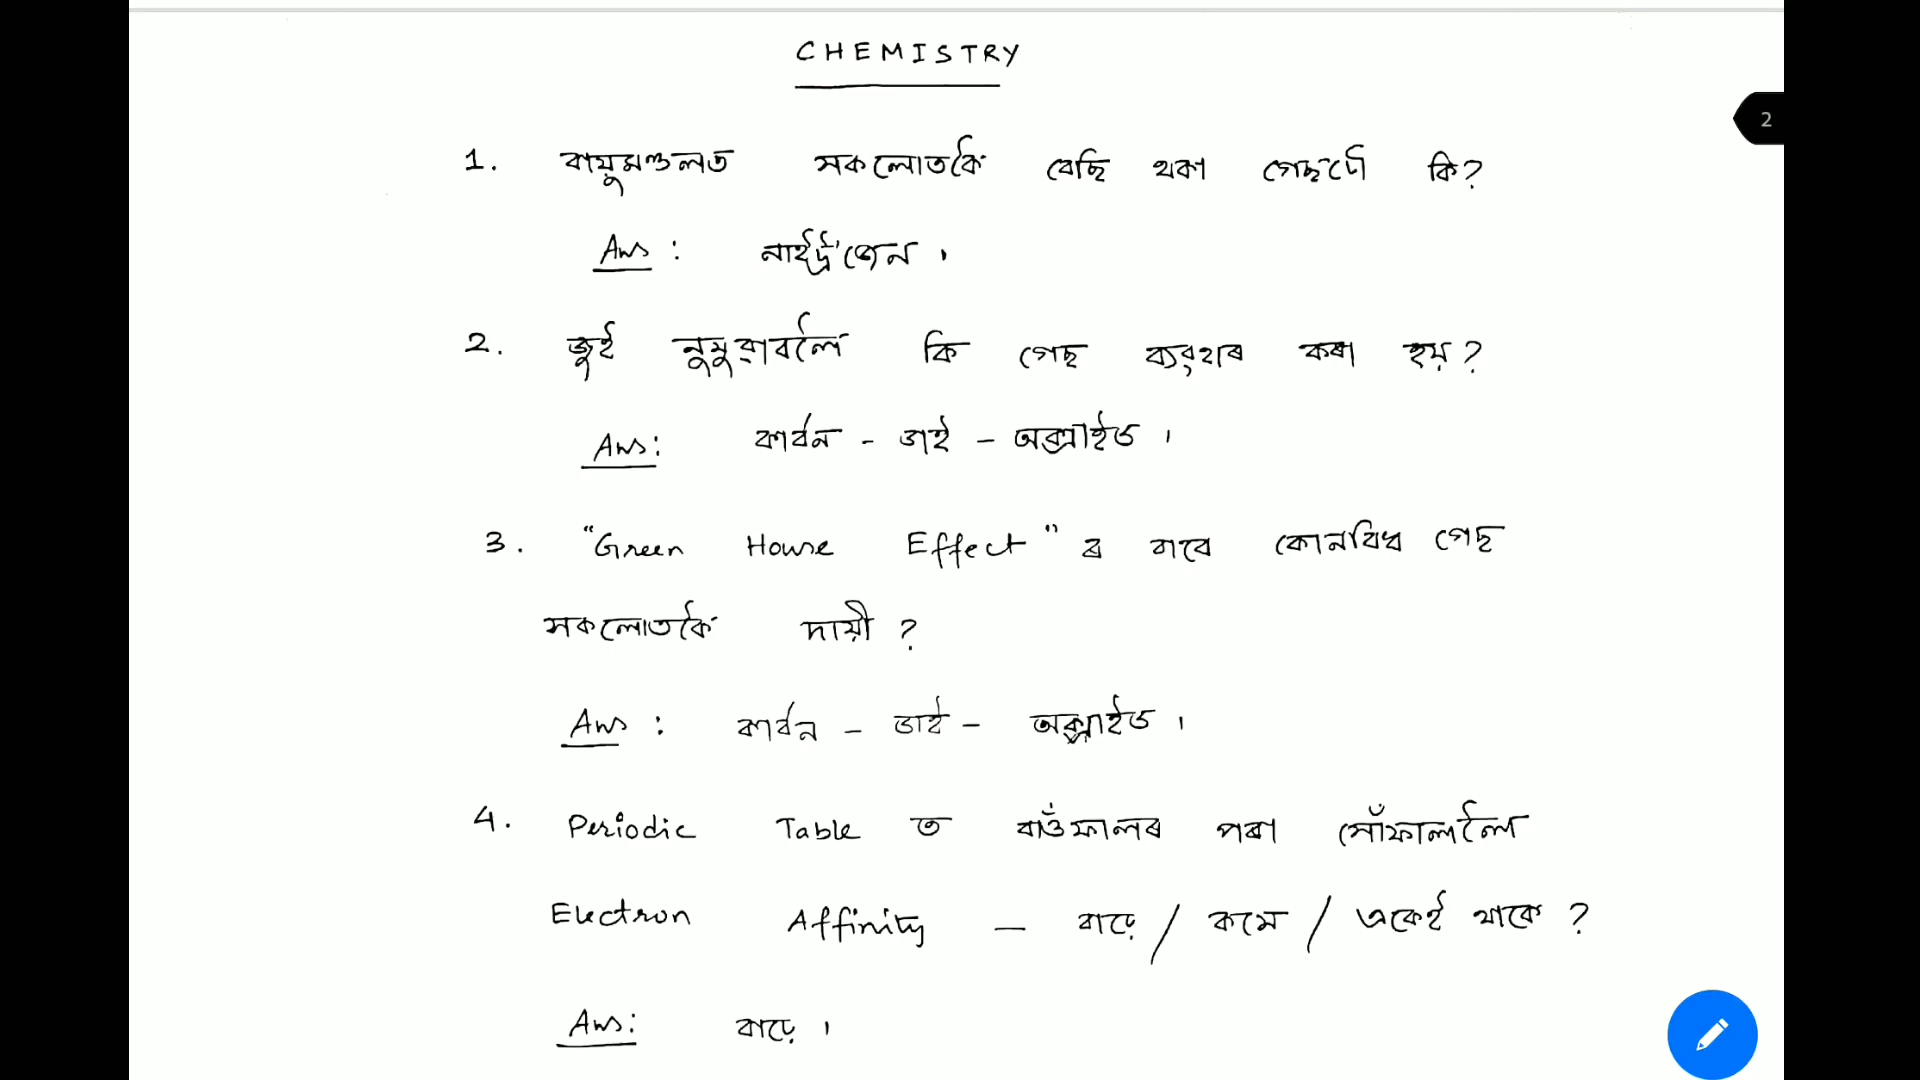 CHEMISTRY
2
1. বায়ুমণ্ডলত সকলোতকৈ বেছি থকা গেছটো কি?
Ans : নাইট্ৰ'জেন ।
2. জুই নুমুৱাবলৈ কি গেছ ব্যৱহাৰ কৰা হয়?
Ans: কাৰ্বন - ডাই - অক্সাইড ।
3. "Green House Effect" ৰ বাবে কোনবিধ গেছ
সকলোতকৈ দায়ী ?
Ans : কাৰ্বন - ডাই - অক্সাইড ।
4. Periodic Table ত বাওঁফালৰ পৰা সোঁফাললৈ
Electron Affinity - বাঢ়ে / কমে / একেই থাকে ?
Ans: বাঢ়ে ।